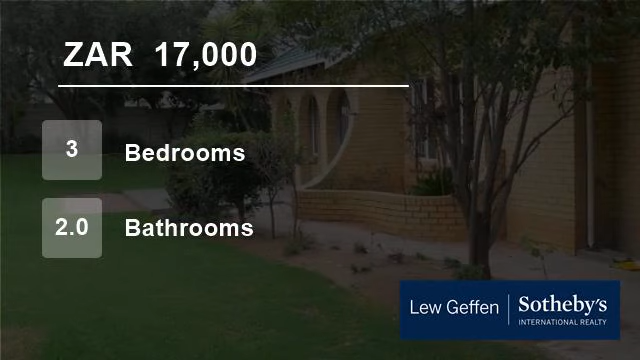 ZAR 17,000
3 Bedrooms
2.0 Bathrooms
Lew Geffen Sotheby's
INTERNATIONAL REALTY